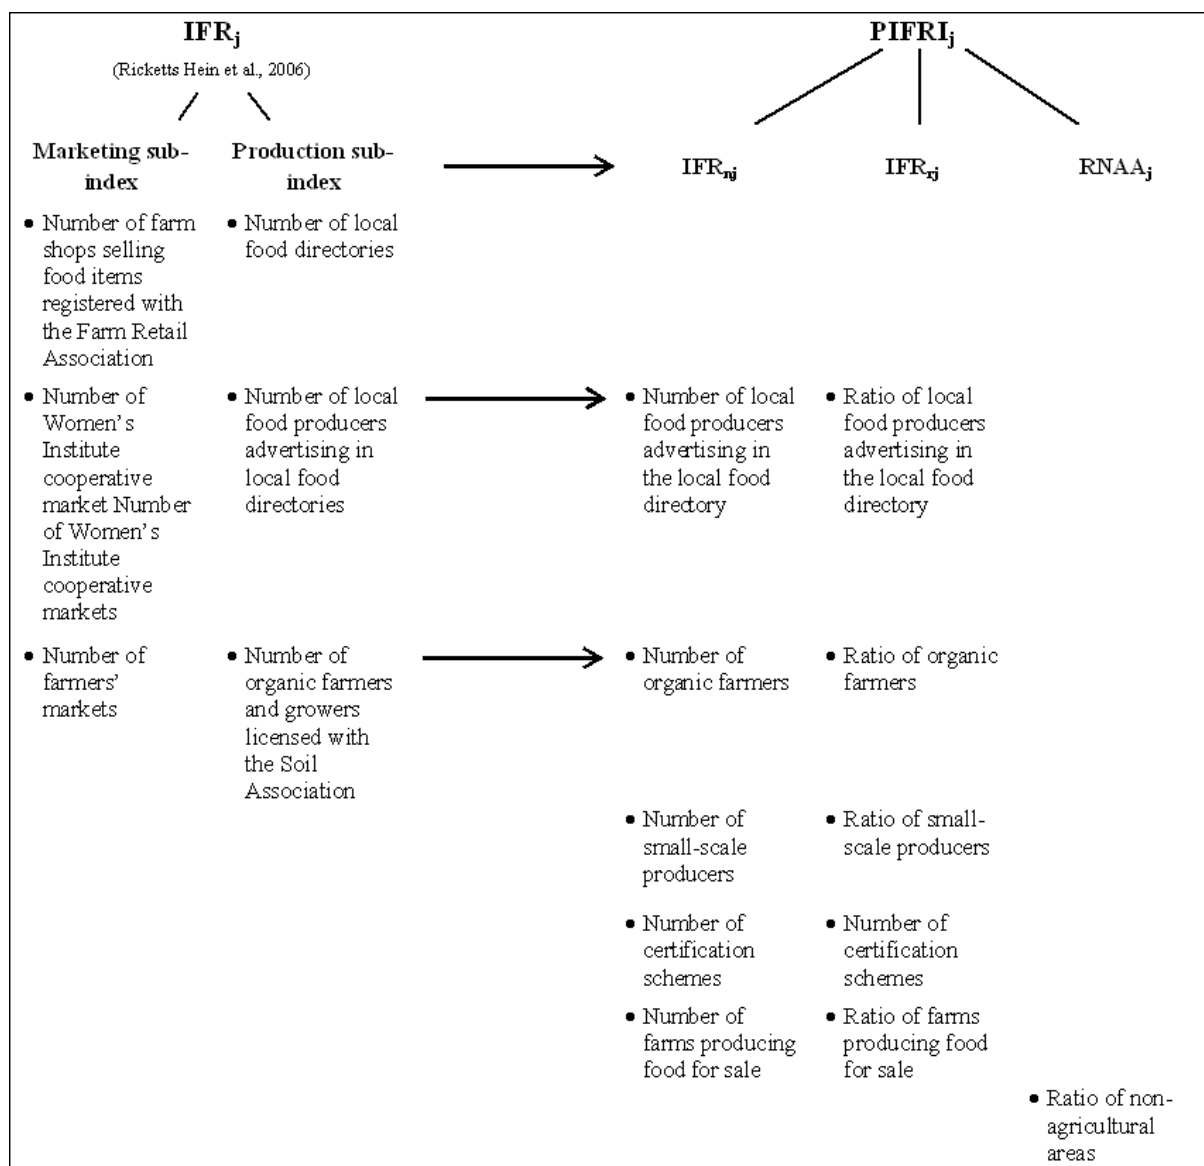 IFRj
(Ricketts Hein et al., 2006)
Marketing sub-
index
Production sub-
index
PIFRIj
IFRnj
IFRrj
RNAAj
• Number of farm
shops selling
food items
registered with
the Farm Retail
Association
• Number of local
food directories
• Number of
Women's
Institute
cooperative
market Number
of Women's
Institute
cooperative
markets
• Number of local
food producers
advertising in
local food
directories
• Number of local
food producers
advertising in
the local food
directory
• Ratio of local
food producers
advertising in
the local food
directory
• Number of
farmers'
markets
• Number of
organic farmers
and growers
licensed with
the Soil
Association
• Number of
organic farmers
• Ratio of organic
farmers
• Number of
small-scale
producers
• Ratio of small-
scale producers
• Number of
certification
schemes
• Number of
certification
schemes
• Number of
farms producing
food for sale
• Ratio of farms
producing food
for sale
• Ratio of non-
agricultural
areas